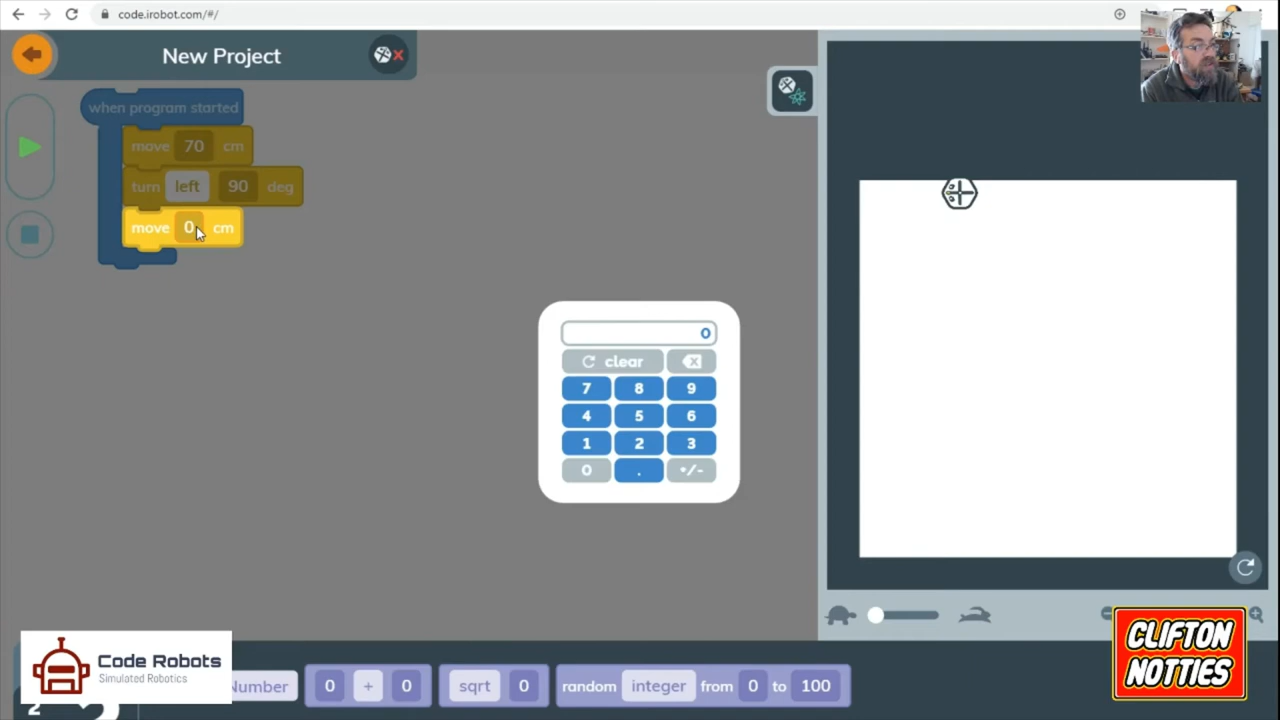 code.irobot.com/#/
New Project
when program started
move 70 cm
turn left 90 deg
move 0 cm
0
clear
7 8 9
4 5 6
1 2 3
0 . +/-
Code Robots
Simulated Robotics
Number
0 + 0
sqrt 0
random integer from 0 to 100
2
CLIFTON
NOTTIES